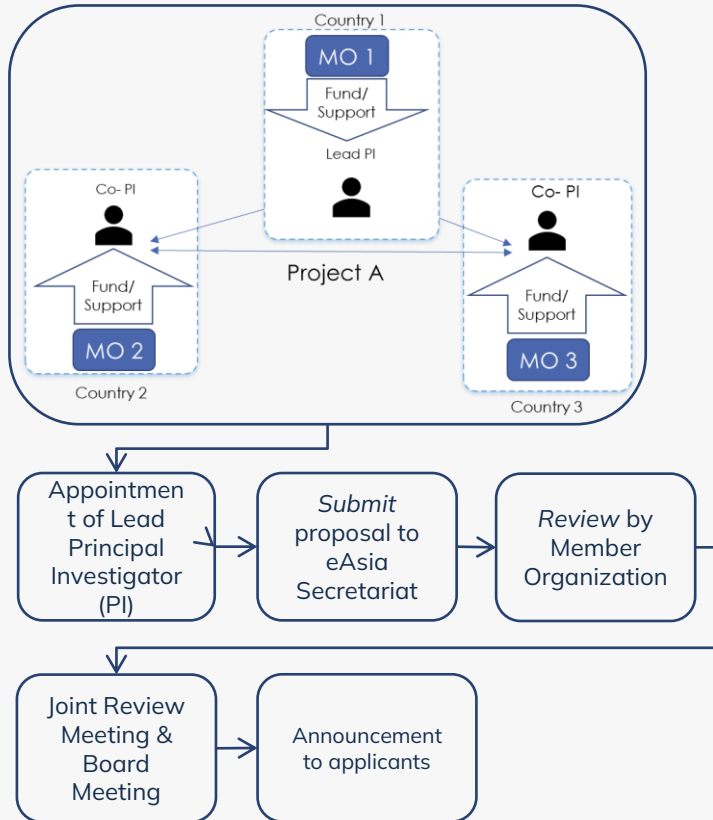 Country 1
MO 1
Fund/
Support
Lead PI
Co- PI
Fund/
Support
MO 2
Country 2
Co- PI
Fund/
Support
MO 3
Country 3
Project A
Appointmen
t of Lead
Principal
Investigator
(PI)
Submit
proposal to
eAsia
Secretariat
Review by
Member
Organization
Joint Review
Meeting &
Board
Meeting
Announcement
to applicants